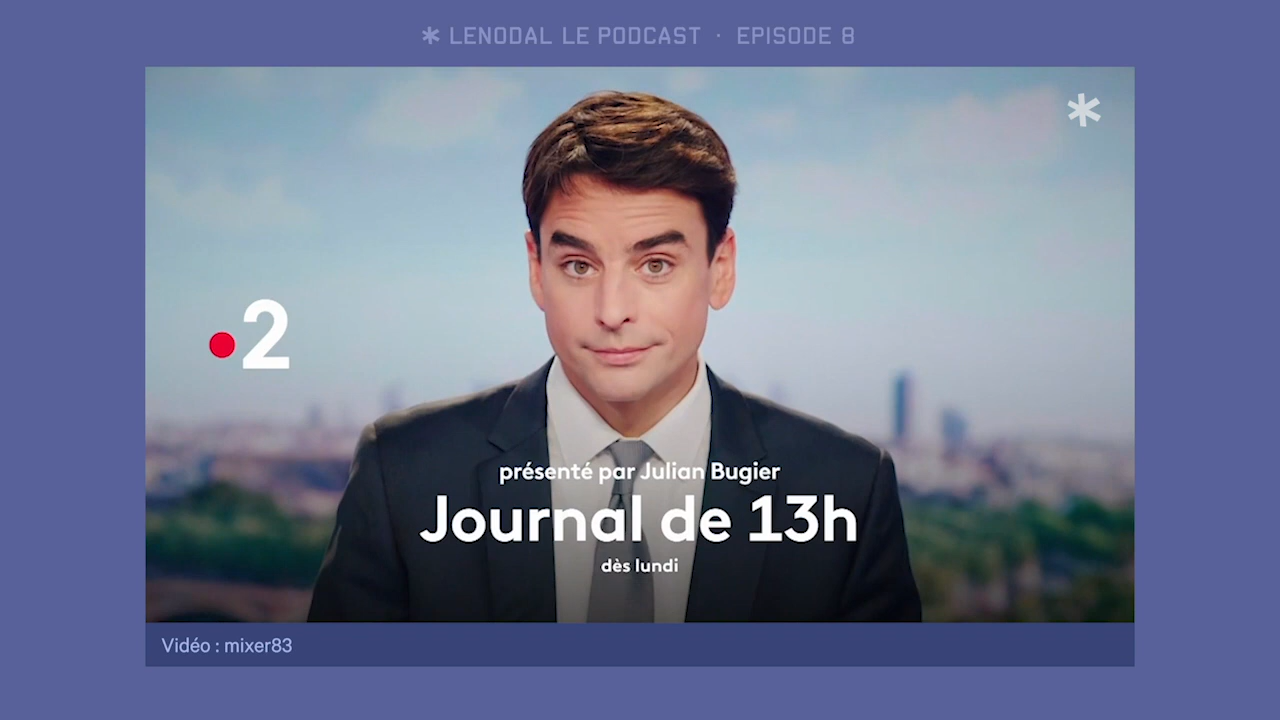 LENODAL LE PODCAST · EPISODE 8
2
présenté par Julian Bugier
Journal de 13h
dès lundi
Vidéo : mixer83